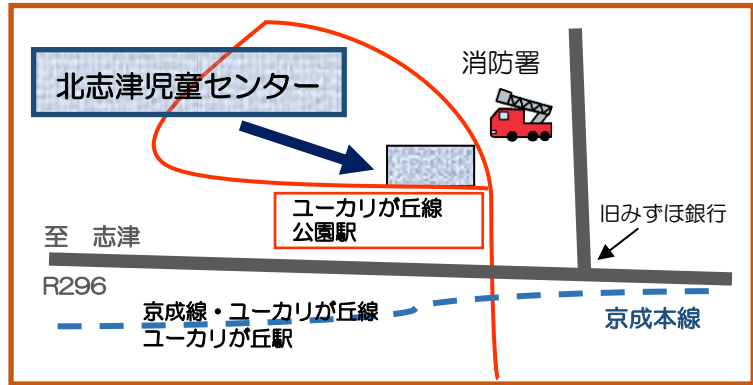 消防署
北志津児童センター
ユーカリが丘線
公園駅
旧みずほ銀行
至 志津
R296
京成線・ユーカリが丘線
ユーカリが丘駅
京成本線